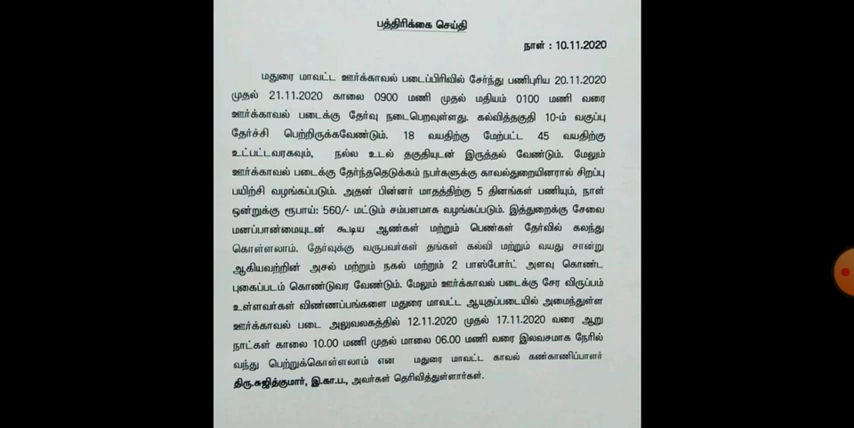 பத்திரிக்கை செய்தி
நாள் : 10.11.2020
மதுரை மாவட்ட ஊர்க்காவல் படைப்பிரிவில் சேர்ந்து பணிபுரிய 20.11.2020
முதல் 21.11.2020 காலை 0900 மணி முதல் மதியம் 0100 மணி வரை
ஊர்க்காவல் படைக்கு தேர்வு நடைபெறவுள்ளது. கல்வித்தகுதி 10-ம் வகுப்பு
தேர்ச்சி பெற்றிருக்கவேண்டும். 18 வயதிற்கு மேற்பட்ட 45 வயதிற்கு
உட்பட்டவரகவும், நல்ல உடல் தகுதியுடன் இருத்தல் வேண்டும். மேலும்
ஊர்க்காவல் படைக்கு தேர்ந்ததெடுக்கம் நபர்களுக்கு காவல்துறையினரால் சிறப்பு
பயிற்சி வழங்கப்படும். அதன் பின்னர் மாதத்திற்கு 5 தினங்கள் பணியும், நாள்
ஒன்றுக்கு ரூபாய்: 560/- மட்டும் சம்பளமாக வழங்கப்படும். இத்துறைக்கு சேவை
மனப்பான்மையுடன் கூடிய ஆண்கள் மற்றும் பெண்கள் தேர்வில் கலந்து
கொள்ளலாம். தேர்வுக்கு வருபவர்கள் தங்கள் கல்வி மற்றும் வயது சான்று
ஆகியவற்றின் அசல் மற்றும் நகல் மற்றும் 2 பாஸ்போர்ட் அளவு கொண்ட
புகைப்படம் கொண்டுவர வேண்டும். மேலும் ஊர்க்காவல் படைக்கு சேர விருப்பம்
உள்ளவர்கள் விண்ணப்பங்களை மதுரை மாவட்ட ஆயுதப்படையில் அமைந்துள்ள
ஊர்க்காவல் படை அலுவலகத்தில் 12.11.2020 முதல் 17.11.2020 வரை ஆறு
நாட்கள் காலை 10.00 மணி முதல் மாலை 06.00 மணி வரை இலவசமாக நேரில்
வந்து பெற்றுக்கொள்ளலாம் என மதுரை மாவட்ட காவல் கண்காணிப்பாளர்
திரு.சுஜித்குமார், இ.கா.ப., அவர்கள் தெரிவித்துள்ளார்கள்.